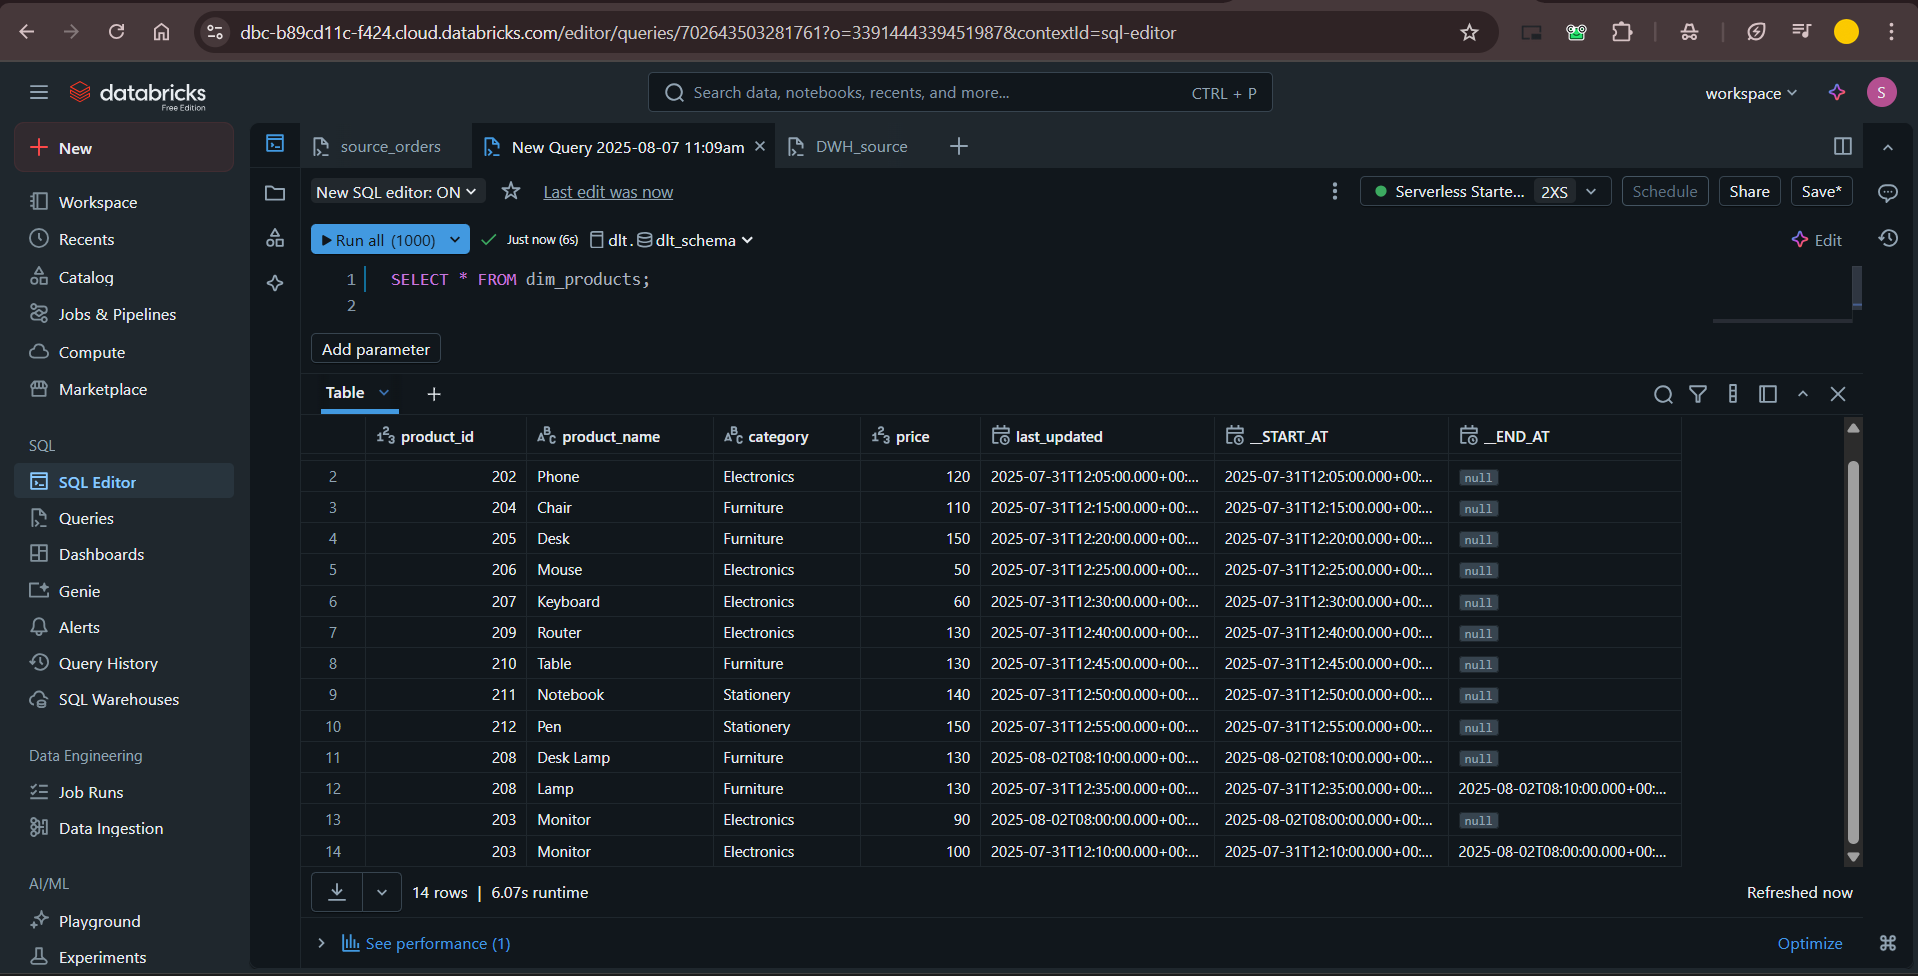 dbc-b89cd11c-f424.cloud.databricks.com/editor/queries/702643503281761?o=3391444339451987&contextId=sql-editor
databricks
Free Edition
Search data, notebooks, recents, and more... CTRL + P
workspace
S
New
Workspace
Recents
Catalog
Jobs & Pipelines
Compute
Marketplace
SQL
SQL Editor
Queries
Dashboards
Genie
Alerts
Query History
SQL Warehouses
Data Engineering
Job Runs
Data Ingestion
AI/ML
Playground
Experiments
source_orders New Query 2025-08-07 11:09am DWH_source
New SQL editor: ON Last edit was now Serverless Starte... 2XS Schedule Share Save*
Run all (1000) Just now (6s) dlt. dlt_schema Edit
1 SELECT * FROM dim_products;
2
Add parameter
Table
product_id product_name category price last_updated __START_AT __END_AT
2 202 Phone Electronics 120 2025-07-31T12:05:00.000+00:... 2025-07-31T12:05:00.000+00:... null
3 204 Chair Furniture 110 2025-07-31T12:15:00.000+00:... 2025-07-31T12:15:00.000+00:... null
4 205 Desk Furniture 150 2025-07-31T12:20:00.000+00:... 2025-07-31T12:20:00.000+00:... null
5 206 Mouse Electronics 50 2025-07-31T12:25:00.000+00:... 2025-07-31T12:25:00.000+00:... null
6 207 Keyboard Electronics 60 2025-07-31T12:30:00.000+00:... 2025-07-31T12:30:00.000+00:... null
7 209 Router Electronics 130 2025-07-31T12:40:00.000+00:... 2025-07-31T12:40:00.000+00:... null
8 210 Table Furniture 130 2025-07-31T12:45:00.000+00:... 2025-07-31T12:45:00.000+00:... null
9 211 Notebook Stationery 140 2025-07-31T12:50:00.000+00:... 2025-07-31T12:50:00.000+00:... null
10 212 Pen Stationery 150 2025-07-31T12:55:00.000+00:... 2025-07-31T12:55:00.000+00:... null
11 208 Desk Lamp Furniture 130 2025-08-02T08:10:00.000+00:... 2025-08-02T08:10:00.000+00:... null
12 208 Lamp Furniture 130 2025-07-31T12:35:00.000+00:... 2025-07-31T12:35:00.000+00:... 2025-08-02T08:10:00.000+00:...
13 203 Monitor Electronics 90 2025-08-02T08:00:00.000+00:... 2025-08-02T08:00:00.000+00:... null
14 203 Monitor Electronics 100 2025-07-31T12:10:00.000+00:... 2025-07-31T12:10:00.000+00:... 2025-08-02T08:00:00.000+00:...
14 rows | 6.07s runtime Refreshed now
See performance (1) Optimize